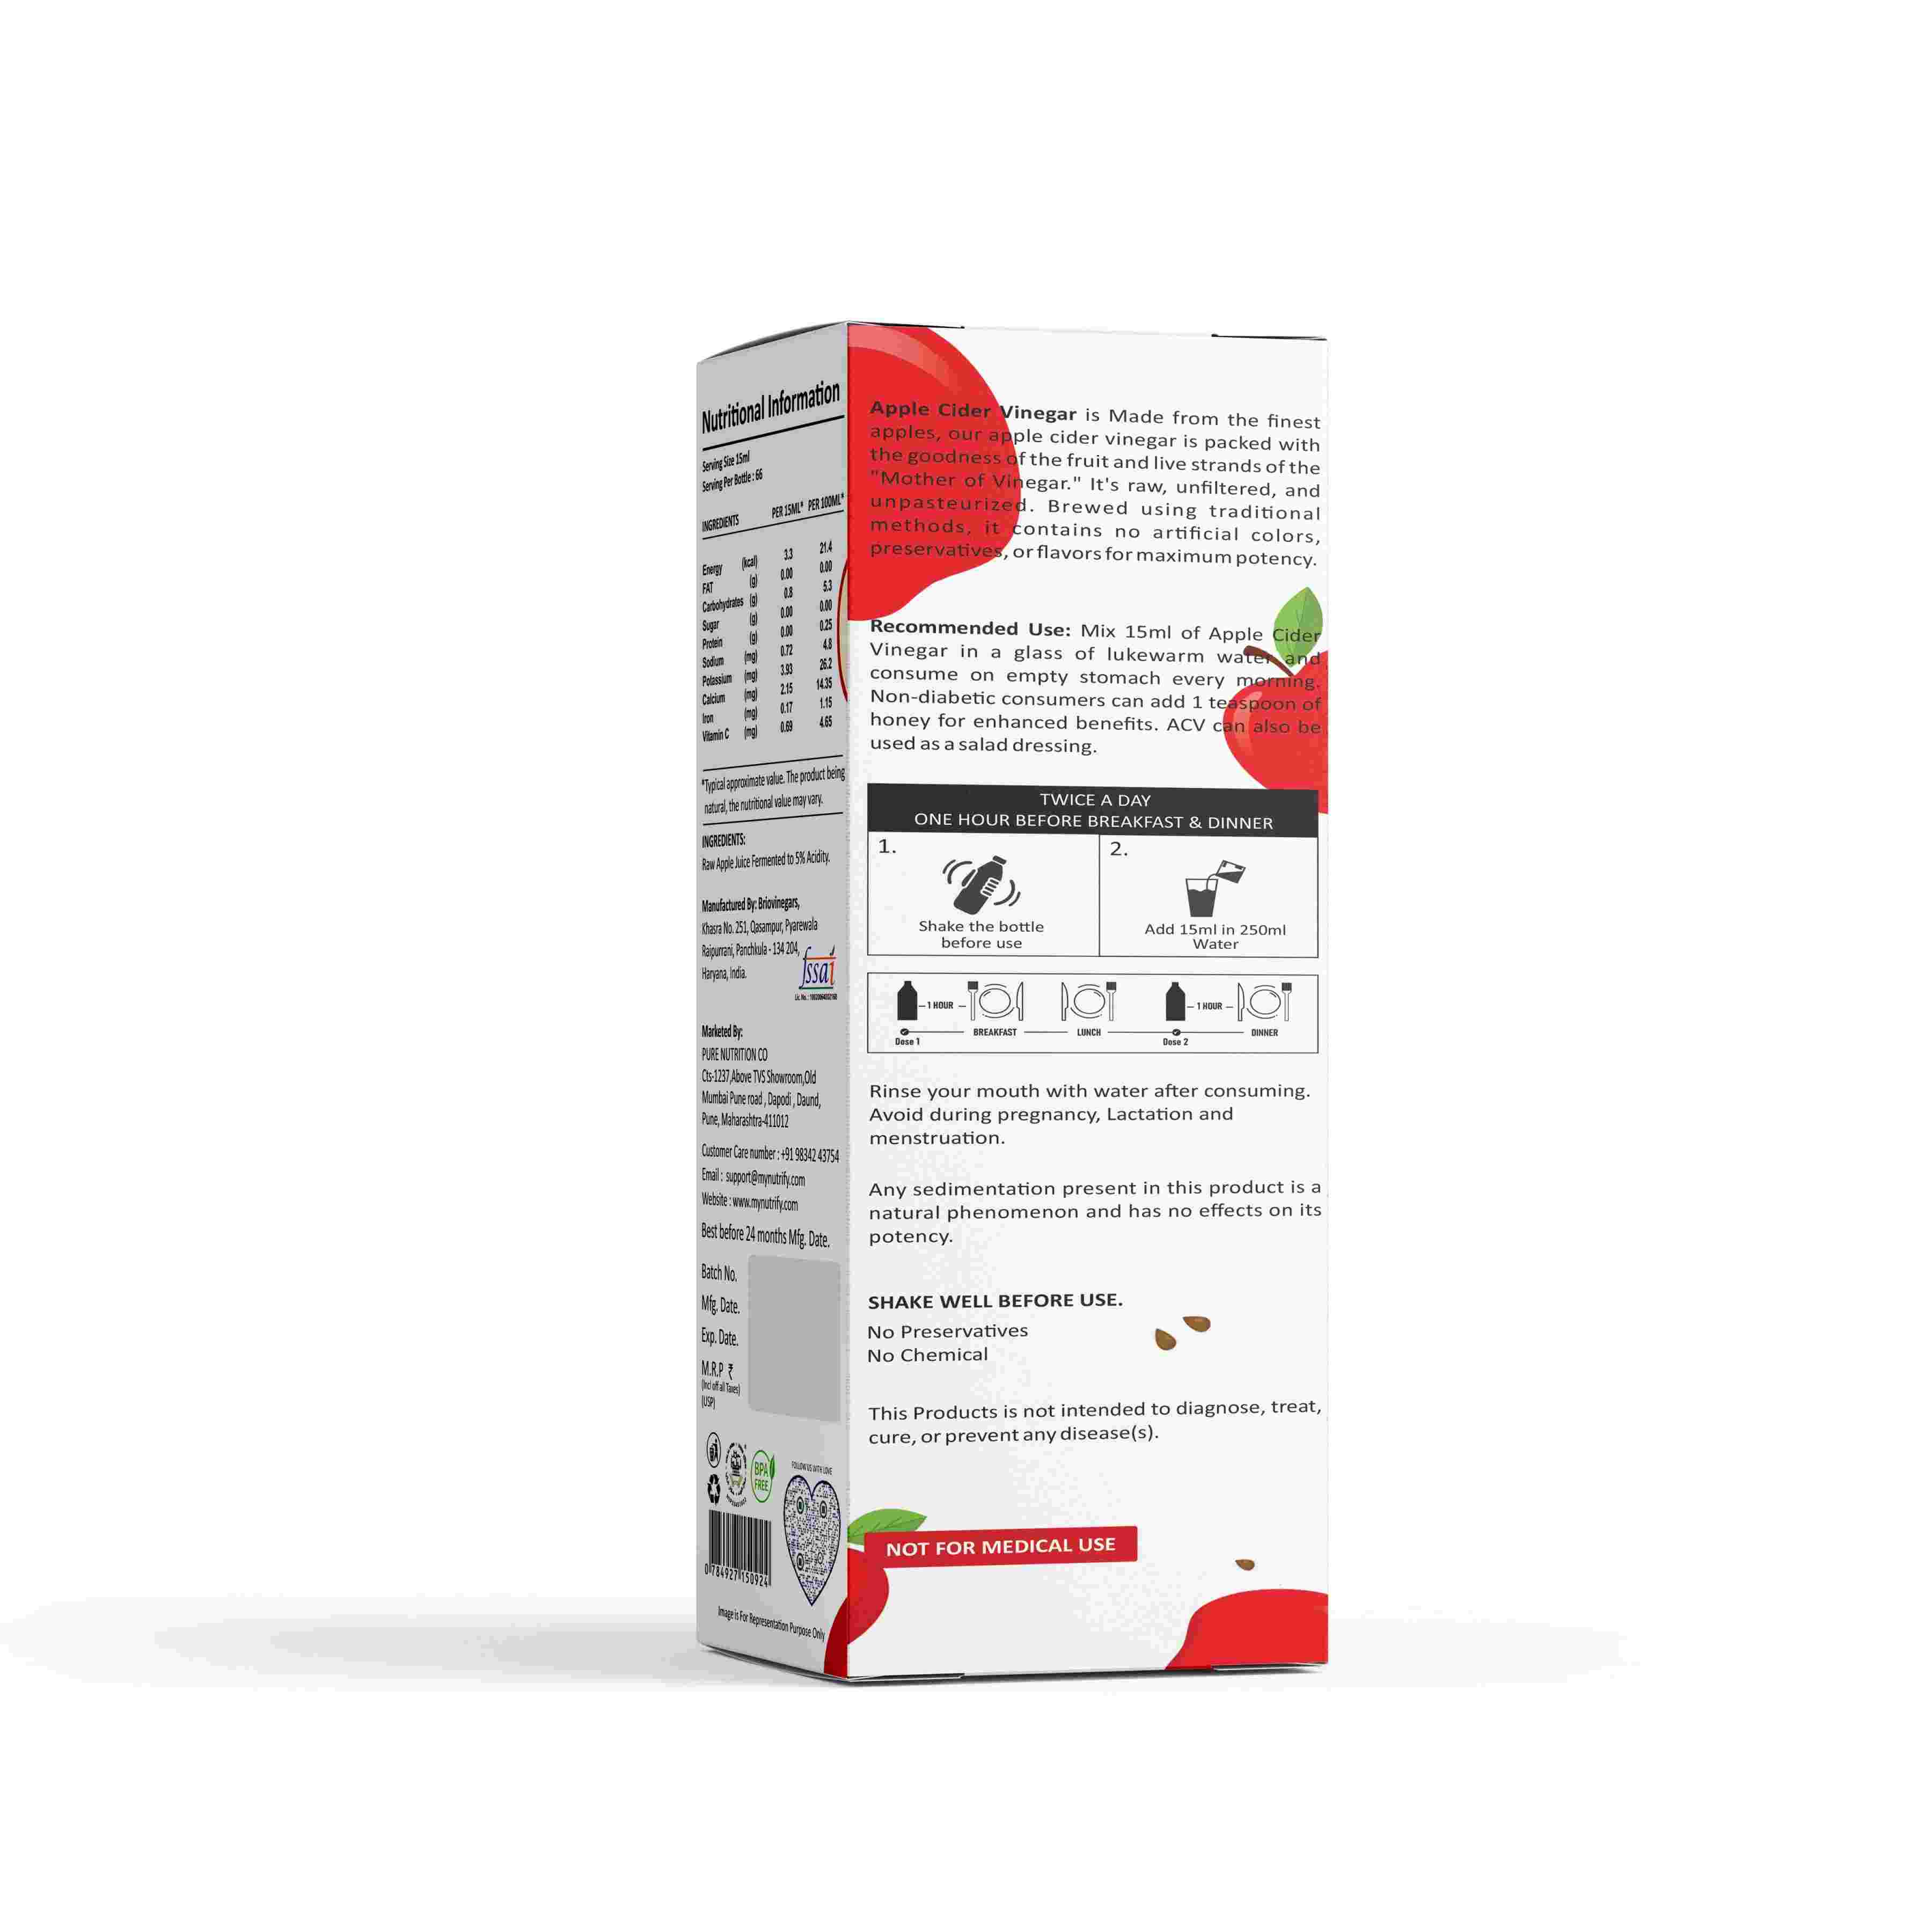 Nutritional Information
Serving Size 15ml
Serving Per Bottle : 66
INGREDIENTS PER 15ML* PER 100ML*
Energy (kcal) 3.3 21.4
FAT (g) 0.00 0.00
Carbohydrates (g) 0.8 5.3
Sugar (g) 0.00 0.00
Protein (g) 0.00 0.25
Sodium (mg) 0.72 4.8
Potassium (mg) 3.93 26.2
Calcium (mg) 2.15 14.35
Iron (mg) 0.17 1.15
Vitamin C (mg) 0.69 4.65
*Typical approximate value. The product being
natural, the nutritional value may vary.
INGREDIENTS:
Raw Apple Juice Fermented to 5% Acidity.
Manufactured By: Briovinegars,
Khasra No. 251, Qasampur, Pyarewala
Raipurrani, Panchkula - 134 204,
Haryana, India.
fssai
Lic. No. :
Marketed By:
PURE NUTRITION CO
Cts-1237,Above TVS Showroom,Old
Mumbai Pune road , Dapodi , Daund,
Pune, Maharashtra-411012
Customer Care number : +91 98342 43754
Email : support@mynutrify.com
Website : www.mynutrify.com
Best before 24 months Mfg. Date.
Batch No.
Mfg. Date.
Exp. Date.
M.R.P ₹
(Incl off all Taxes)
(USP)
BPA
FREE
FOLLOW US WITH LOVE
0 784927 150924
Image is For Representation Purpose Only
Apple Cider Vinegar is Made from the finest
apples, our apple cider vinegar is packed with
the goodness of the fruit and live strands of the
"Mother of Vinegar." It's raw, unfiltered, and
unpasteurized. Brewed using traditional
methods, it contains no artificial colors,
preservatives, or flavors for maximum potency.
Recommended Use: Mix 15ml of Apple Cider
Vinegar in a glass of lukewarm water and
consume on empty stomach every morning.
Non-diabetic consumers can add 1 teaspoon of
honey for enhanced benefits. ACV can also be
used as a salad dressing.
TWICE A DAY
ONE HOUR BEFORE BREAKFAST & DINNER
1.
Shake the bottle
before use
2.
Add 15ml in 250ml
Water
1 HOUR
1 HOUR
BREAKFAST LUNCH DINNER
Dose 1 Dose 2
Rinse your mouth with water after consuming.
Avoid during pregnancy, Lactation and
menstruation.
Any sedimentation present in this product is a
natural phenomenon and has no effects on its
potency.
SHAKE WELL BEFORE USE.
No Preservatives
No Chemical
This Products is not intended to diagnose, treat,
cure, or prevent any disease(s).
NOT FOR MEDICAL USE